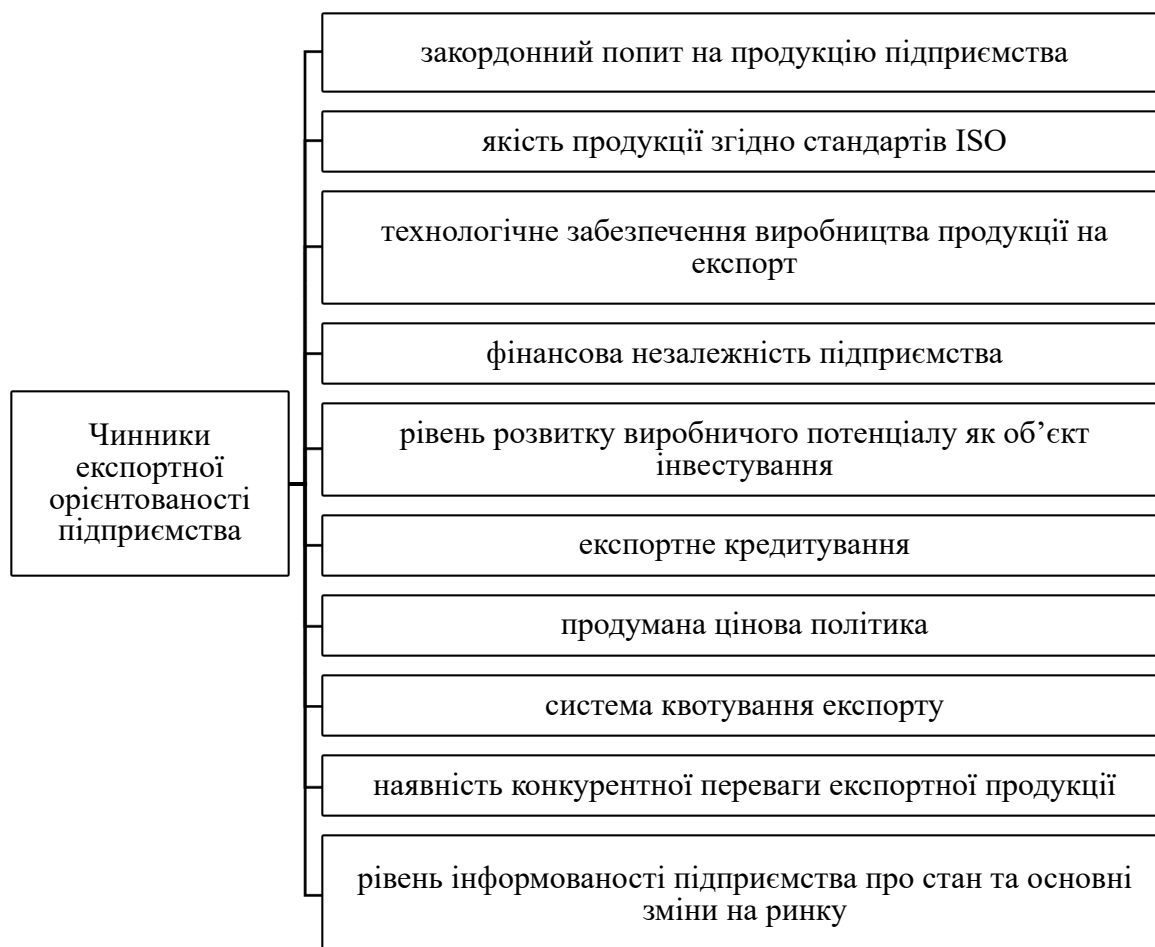 закордонний попит на продукцію підприємства
якість продукції згідно стандартів ISO
технологічне забезпечення виробництва продукції на
експорт
фінансова незалежність підприємства
Чинники
експортної
орієнтованості
підприємства
рівень розвитку виробничого потенціалу як об’єкт
інвестування
експортне кредитування
продумана цінова політика
система квотування експорту
наявність конкурентної переваги експортної продукції
рівень інформованості підприємства про стан та основні
зміни на ринку